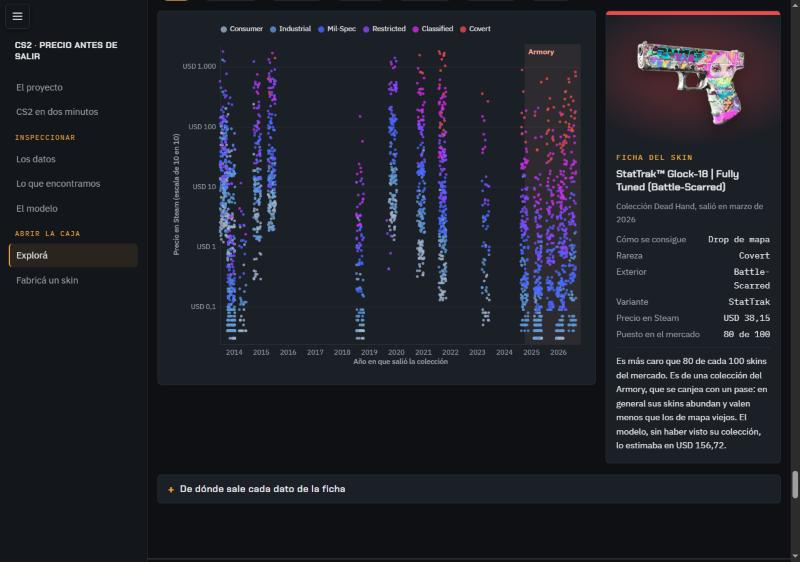 CS2 · PRECIO ANTES DE
SALIR
El proyecto
CS2 en dos minutos
INSPECCIONAR
Los datos
Lo que encontramos
El modelo
ABRIR LA CAJA
Explorá
Fabricá un skin
Consumer
Industrial
Mil-Spec
Restricted
Classified
Covert
Armory
Precio en Steam (escala de 10 en 10)
USD 1.000
USD 100
USD 10
USD 1
USD 0,1
2014 2015 2016 2017 2018 2019 2020 2021 2022 2023 2024 2025 2026
Año en que salió la colección
FICHA DEL SKIN
StatTrak™ Glock-18 | Fully
Tuned (Battle-Scarred)
Colección Dead Hand, salió en marzo de
2026
Cómo se consigue Drop de mapa
Rareza Covert
Exterior Battle-
Scarred
Variante StatTrak
Precio en Steam USD 38,15
Puesto en el mercado 80 de 100
Es más caro que 80 de cada 100 skins
del mercado. Es de una colección del
Armory, que se canjea con un pase: en
general sus skins abundan y valen
menos que los de mapa viejos. El
modelo, sin haber visto su colección,
lo estimaba en USD 156,72.
+ De dónde sale cada dato de la ficha